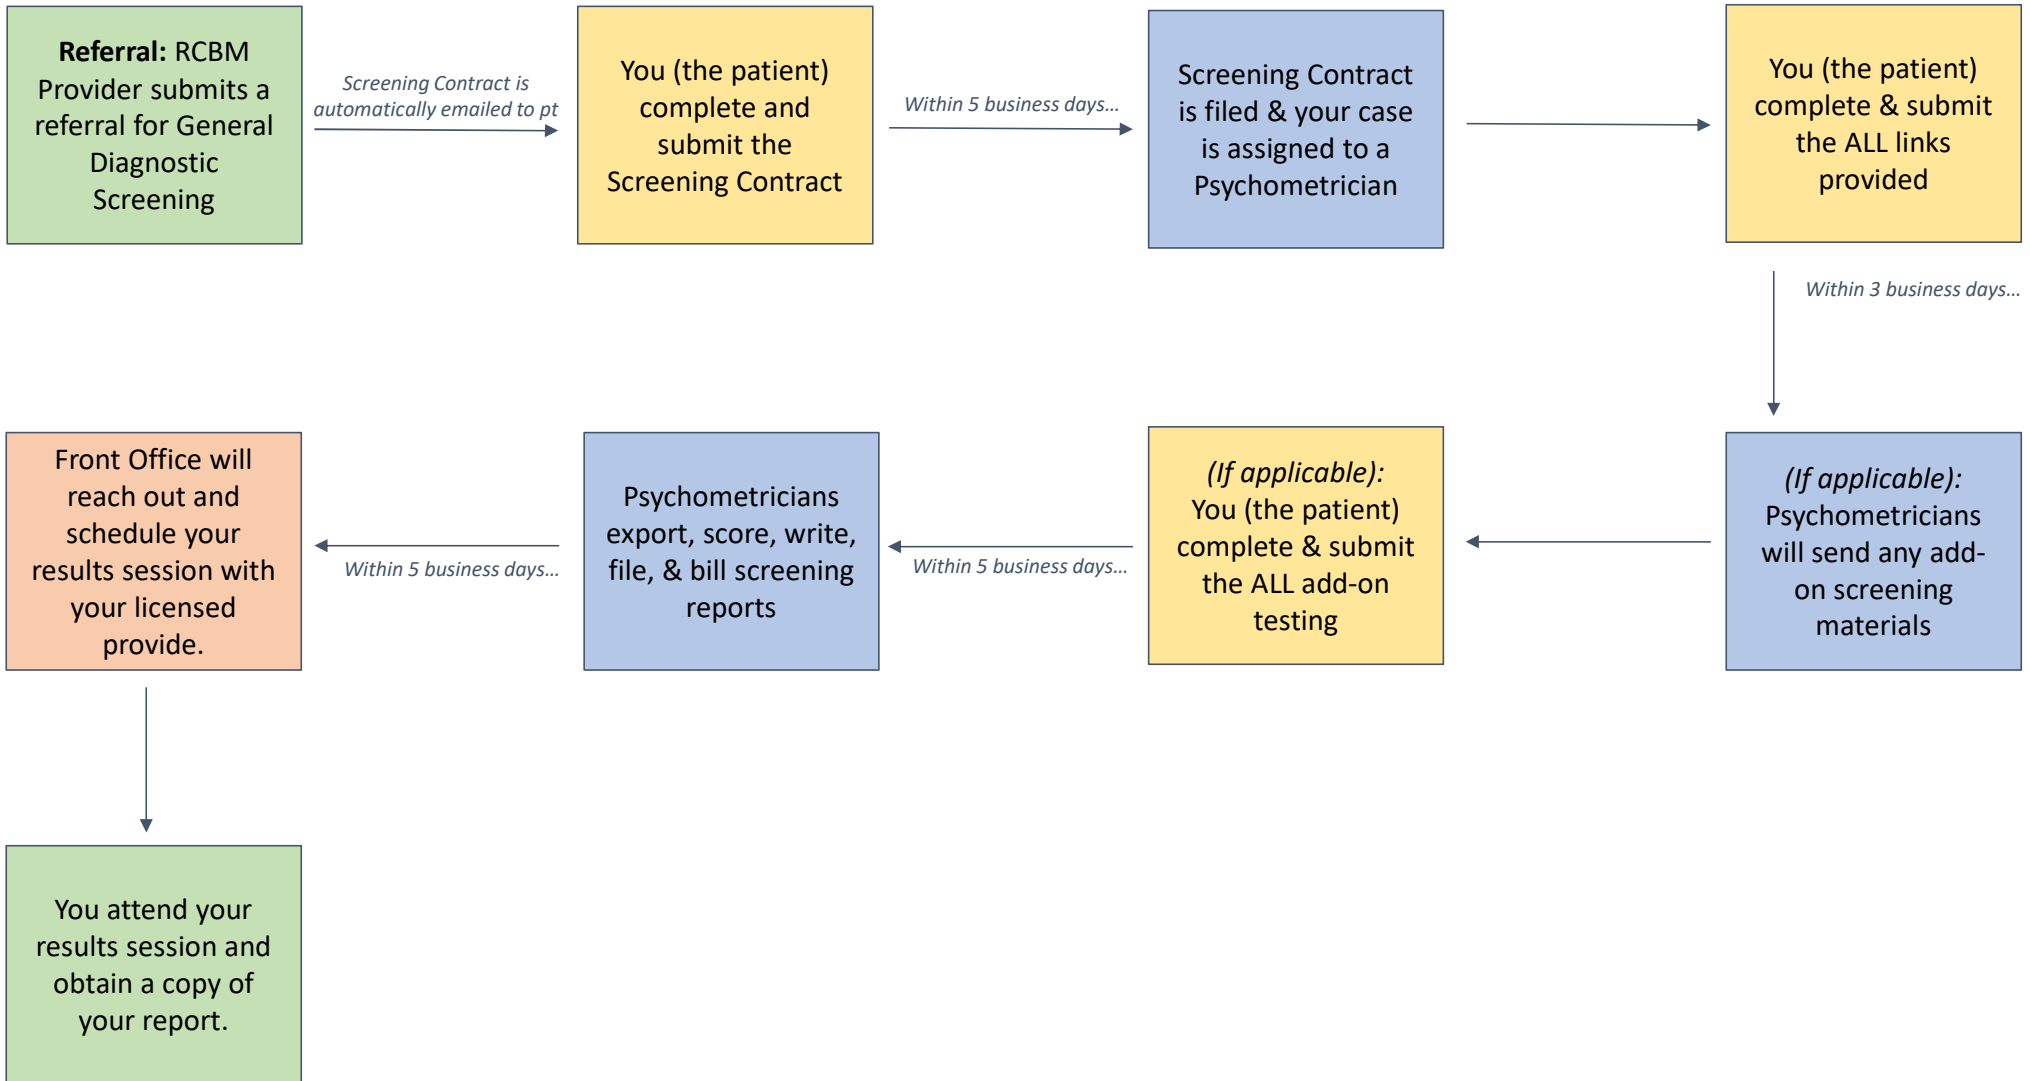 Referral: RCBM
Provider submits a
referral for General
Diagnostic
Screening
Screening Contract is
automatically emailed to pt
You (the patient)
complete and
submit the
Screening Contract
Within 5 business days...
Screening Contract
is filed & your case
is assigned to a
Psychometrician
You (the patient)
complete & submit
the ALL links
provided
Within 3 business days...
(If applicable):
Psychometricians
will send any add-
on screening
materials
(If applicable):
You (the patient)
complete & submit
the ALL add-on
testing
Within 5 business days...
Psychometricians
export, score, write,
file, & bill screening
reports
Within 5 business days...
Front Office will
reach out and
schedule your
results session with
your licensed
provide.
You attend your
results session and
obtain a copy of
your report.